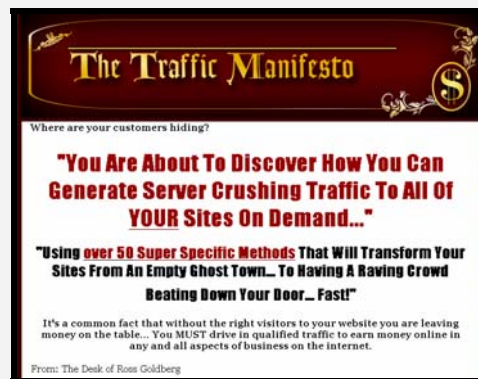 The Traffic Manifesto
$
Where are your customers hiding?
"You Are About To Discover How You Can
Generate Server Crushing Traffic To All Of
YOUR Sites On Demand..."
"Using over 50 Super Specific Methods That Will Transform Your
Sites From An Empty Ghost Town... To Having A Raving Crowd
Beating Down Your Door... Fast!"
It's a common fact that without the right visitors to your website you are leaving
money on the table... You MUST drive in qualified traffic to earn money online in
any and all aspects of business on the internet.
From: The Desk of Ross Goldberg